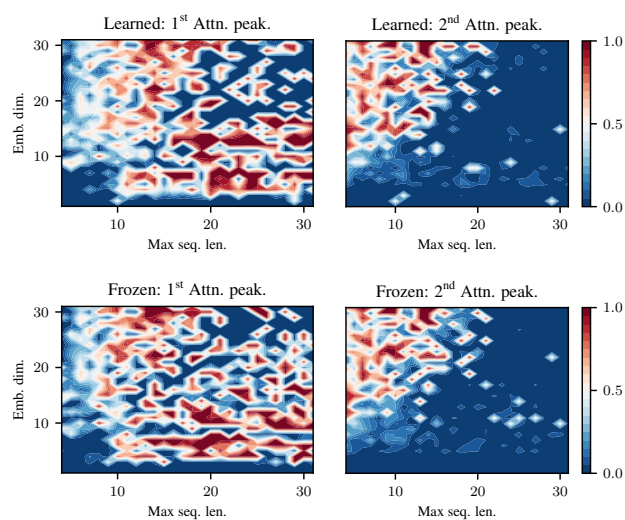 Learned: 1st Attn. peak.
Learned: 2nd Attn. peak.
30
20
10
Emb. dim.
10
20
30
Max seq. len.
10
20
30
Max seq. len.
1.0
0.5
0.0
Frozen: 1st Attn. peak.
Frozen: 2nd Attn. peak.
30
20
10
Emb. dim.
10
20
30
Max seq. len.
10
20
30
Max seq. len.
1.0
0.5
0.0